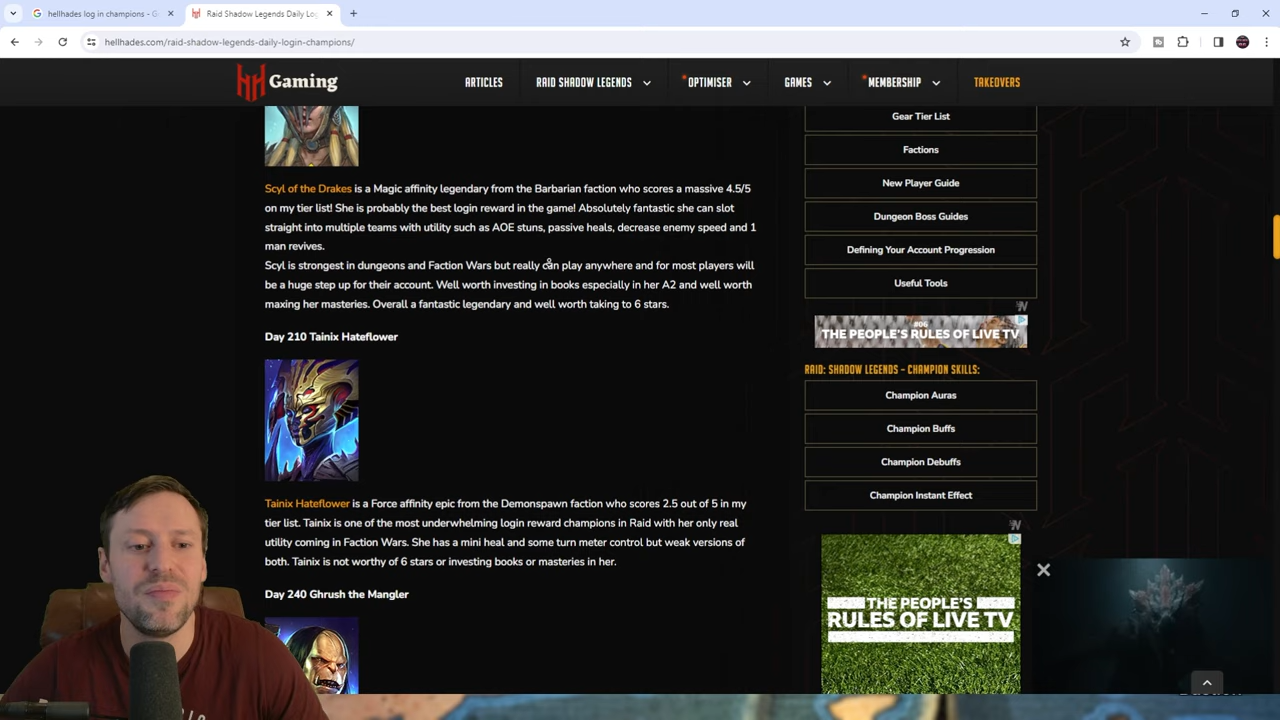 hellhades log in champions - G
Raid Shadow Legends Daily Log
hellhades.com/raid-shadow-legends-daily-login-champions/
Gaming
ARTICLES
RAID SHADOW LEGENDS
*OPTIMISER
GAMES
*MEMBERSHIP
TAKEOVERS
Scyl of the Drakes is a Magic affinity legendary from the Barbarian faction who scores a massive 4.5/5
on my tier list! She is probably the best login reward in the game! Absolutely fantastic she can slot
straight into multiple teams with utility such as AOE stuns, passive heals, decrease enemy speed and 1
man revives.
Scyl is strongest in dungeons and Faction Wars but really can play anywhere and for most players will
be a huge step up for their account. Well worth investing in books especially in her A2 and well worth
maxing her masteries. Overall a fantastic legendary and well worth taking to 6 stars.
Day 210 Tainix Hateflower
Tainix Hateflower is a Force affinity epic from the Demonspawn faction who scores 2.5 out of 5 in my
tier list. Tainix is one of the most underwhelming login reward champions in Raid with her only real
utility coming in Faction Wars. She has a mini heal and some turn meter control but weak versions of
both. Tainix is not worthy of 6 stars or investing books or masteries in her.
Day 240 Ghrush the Mangler
Gear Tier List
Factions
New Player Guide
Dungeon Boss Guides
Defining Your Account Progression
Useful Tools
#06
THE PEOPLE'S RULES OF LIVE TV
RAID: SHADOW LEGENDS – CHAMPION SKILLS:
Champion Auras
Champion Buffs
Champion Debuffs
Champion Instant Effect
THE PEOPLE'S
RULES OF LIVE TV